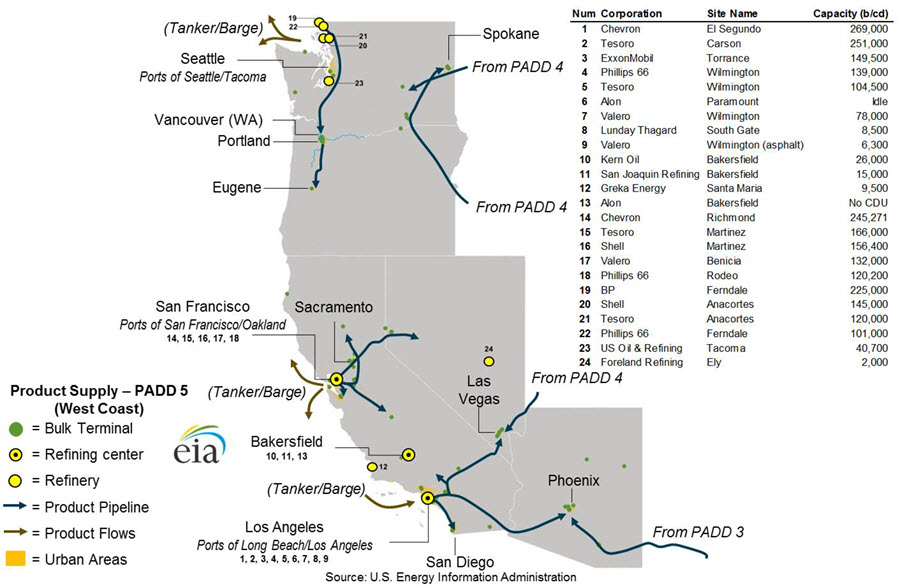 (Tanker/Barge)
19
22
21
20
Seattle
Ports of Seattle/Tacoma
23
Spokane
From PADD 4
Vancouver (WA)
Portland
Eugene
From PADD 4
San Francisco
Ports of San Francisco/Oakland
14, 15, 16, 17, 18
Sacramento
(Tanker/Barge)
24
Las
Vegas
From PADD 4
Bakersfield
10, 11, 13
12
(Tanker/Barge)
Phoenix
Los Angeles
Ports of Long Beach/Los Angeles
1, 2, 3, 4, 5, 6, 7, 8, 9
San Diego
From PADD 3
Product Supply – PADD 5
(West Coast)
= Bulk Terminal
= Refining center
= Refinery
= Product Pipeline
= Product Flows
= Urban Areas
eia
Num Corporation Site Name Capacity (b/cd)
1 Chevron El Segundo 269,000
2 Tesoro Carson 251,000
3 ExxonMobil Torrance 149,500
4 Phillips 66 Wilmington 139,000
5 Tesoro Wilmington 104,500
6 Alon Paramount Idle
7 Valero Wilmington 78,000
8 Lunday Thagard South Gate 8,500
9 Valero Wilmington (asphalt) 6,300
10 Kern Oil Bakersfield 26,000
11 San Joaquin Refining Bakersfield 15,000
12 Greka Energy Santa Maria 9,500
13 Alon Bakersfield No CDU
14 Chevron Richmond 245,271
15 Tesoro Martinez 166,000
16 Shell Martinez 156,400
17 Valero Benicia 132,000
18 Phillips 66 Rodeo 120,200
19 BP Ferndale 225,000
20 Shell Anacortes 145,000
21 Tesoro Anacortes 120,000
22 Phillips 66 Ferndale 101,000
23 US Oil & Refining Tacoma 40,700
24 Foreland Refining Ely 2,000
Source: U.S. Energy Information Administration